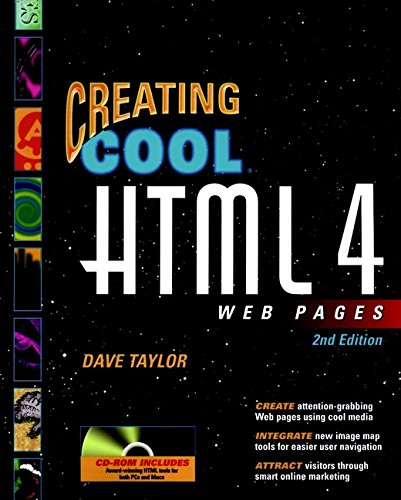 CREATING
COOL
HTML 4
WEB PAGES
2nd Edition
DAVE TAYLOR
CREATE attention-grabbing
Web pages using cool media
INTEGRATE new image map
tools for easier user navigation
ATTRACT visitors through
smart online marketing
CD-ROM INCLUDES
Award-winning HTML tools for
both PCs and Macs